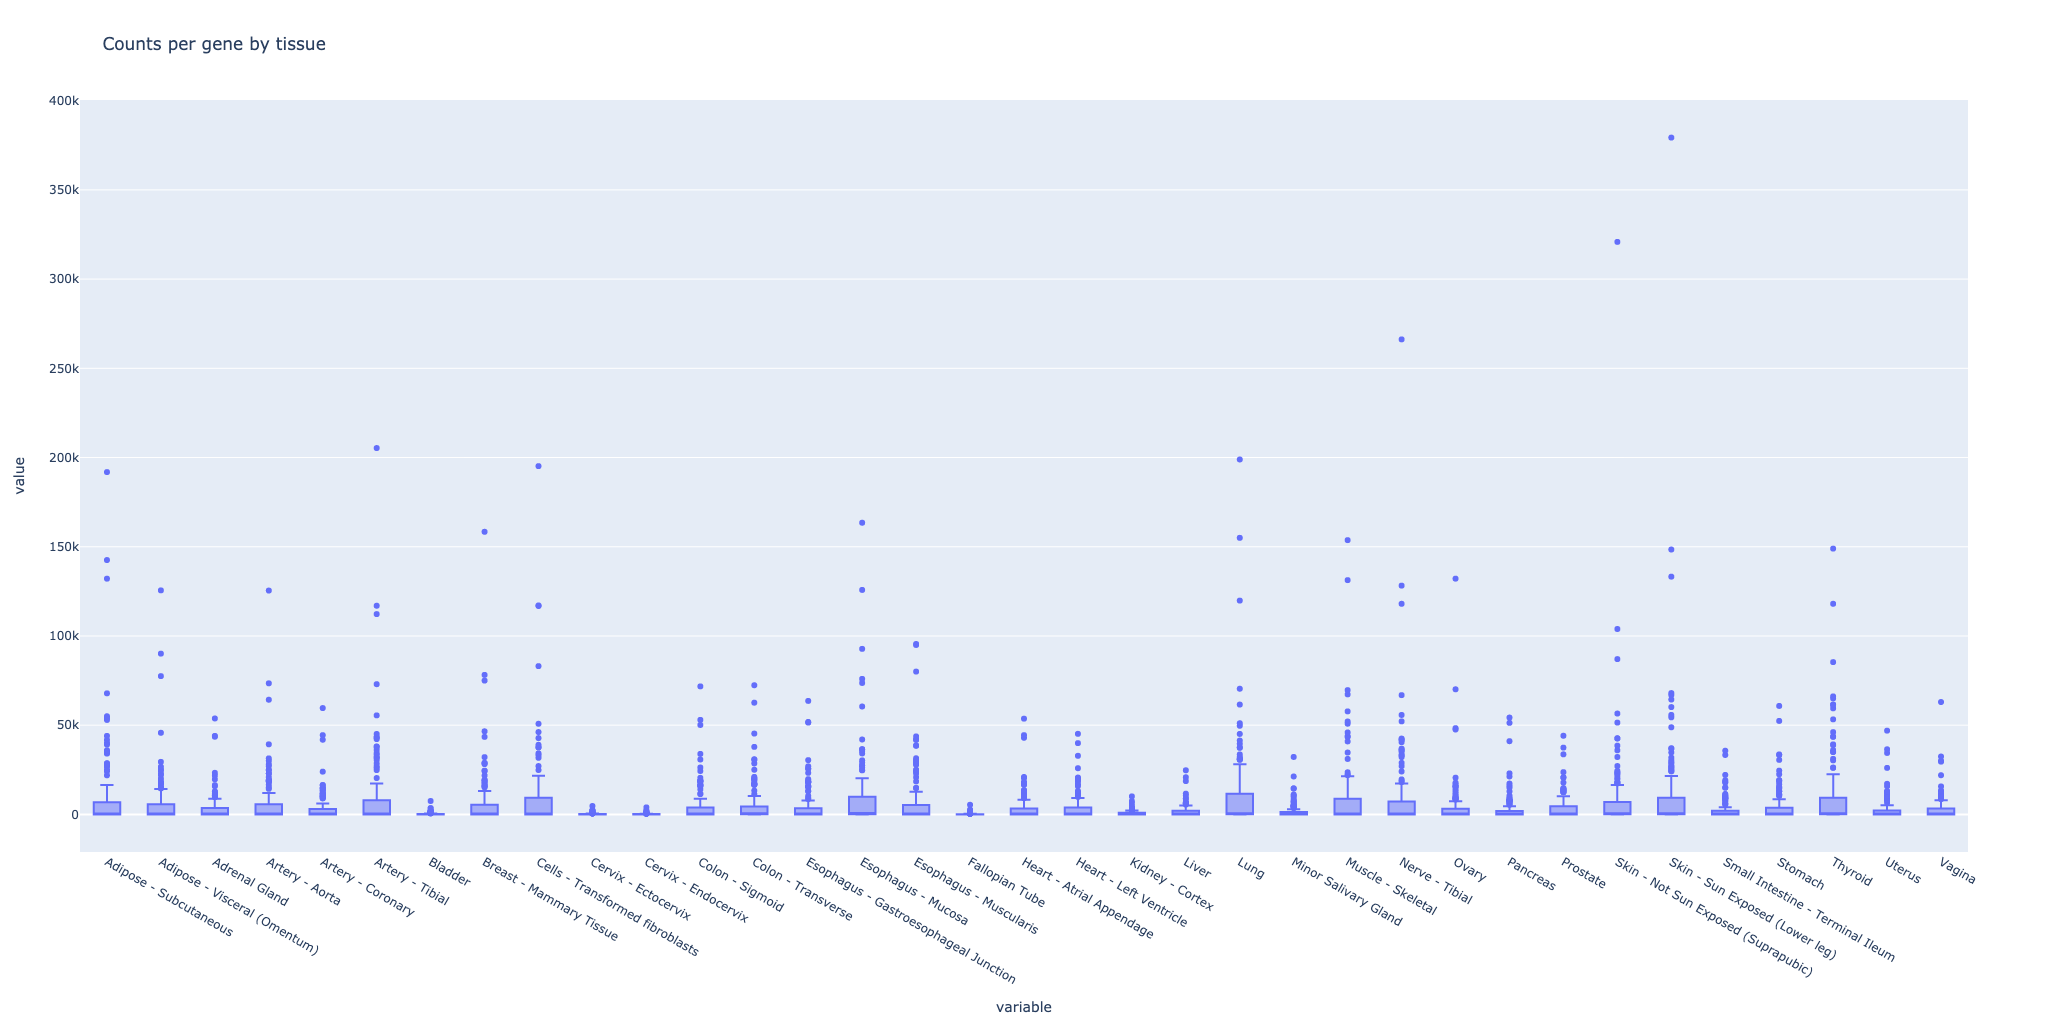 Counts per gene by tissue
400k
350k
300k
250k
200k
150k
100k
50k
0
value
Adipose - Subcutaneous
Adipose - Visceral (Omentum)
Adrenal Gland
Artery - Aorta
Artery - Coronary
Artery - Tibial
Bladder
Breast - Mammary Tissue
Cells - Transformed fibroblasts
Cervix - Ectocervix
Cervix - Endocervix
Colon - Sigmoid
Colon - Transverse
Esophagus - Gastroesophageal Junction
Esophagus - Mucosa
Esophagus - Muscularis
Fallopian Tube
Heart - Atrial Appendage
Heart - Left Ventricle
Kidney - Cortex
Liver
Lung
Minor Salivary Gland
Muscle - Skeletal
Nerve - Tibial
Ovary
Pancreas
Prostate
Skin - Not Sun Exposed (Suprapubic)
Skin - Sun Exposed (Lower leg)
Small Intestine - Terminal Ileum
Stomach
Thyroid
Uterus
Vagina
variable